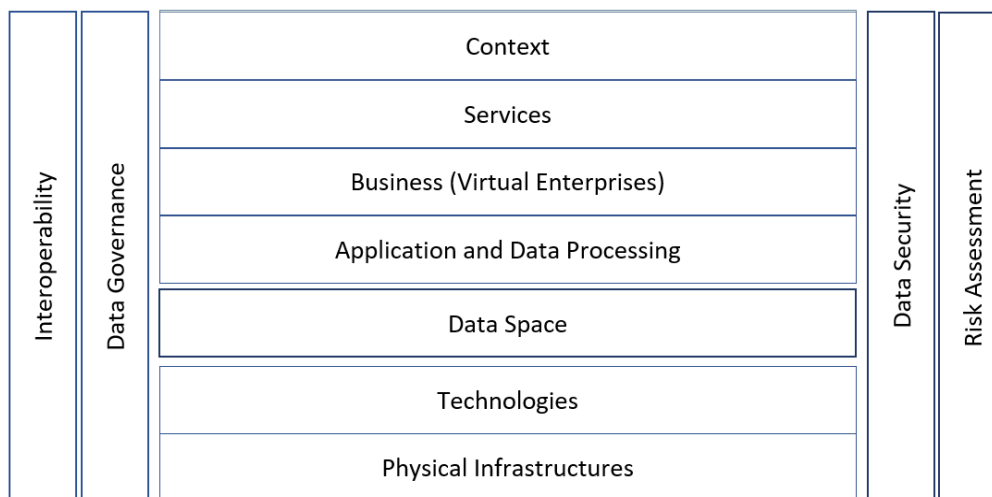 Interoperability
Data Governance
Context
Services
Business (Virtual Enterprises)
Application and Data Processing
Data Space
Technologies
Physical Infrastructures
Data Security
Risk Assessment